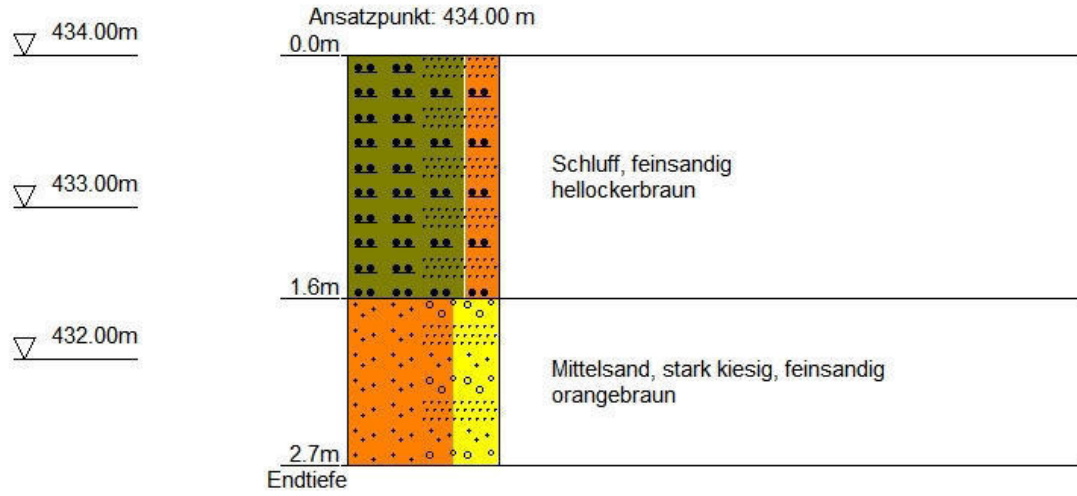 Ansatzpunkt: 434.00 m
434.00m
0.0m
Schluff, feinsandig
hellockerbraun
433.00m
1.6m
432.00m
Mittelsand, stark kiesig, feinsandig
orangebraun
2.7m
Endtiefe